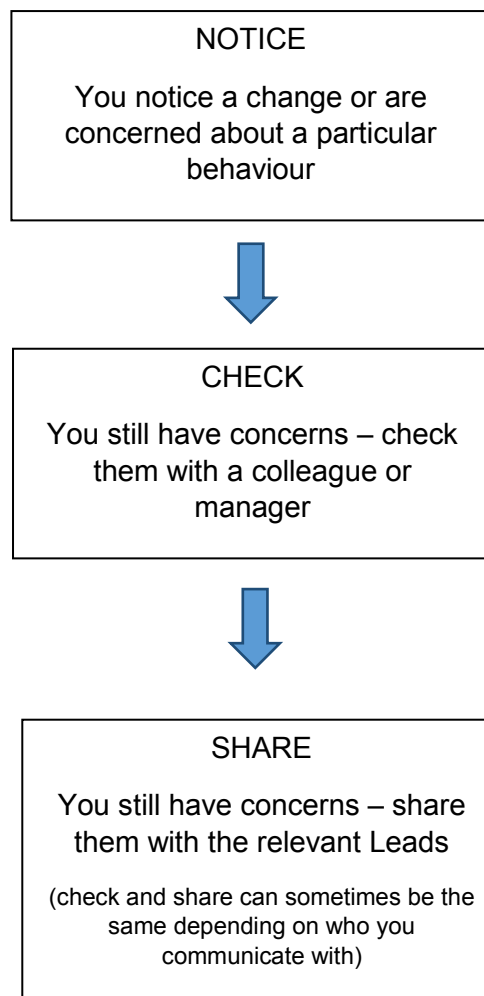 NOTICE
You notice a change or are
concerned about a particular
behaviour
CHECK
You still have concerns – check
them with a colleague or
manager
SHARE
You still have concerns – share
them with the relevant Leads
(check and share can sometimes be the
same depending on who you
communicate with)